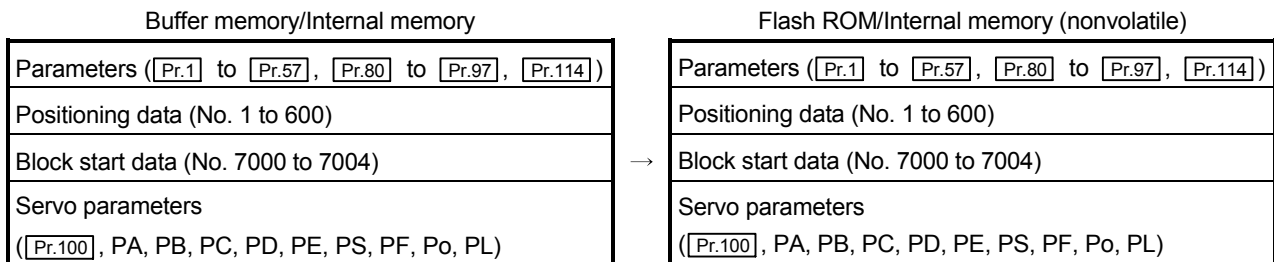 Buffer memory/Internal memory
Parameters (Pr.1 to Pr.57, Pr.80 to Pr.97, Pr.114)
Positioning data (No. 1 to 600)
Block start data (No. 7000 to 7004)
Servo parameters
(Pr.100, PA, PB, PC, PD, PE, PS, PF, Po, PL)
→
Flash ROM/Internal memory (nonvolatile)
Parameters (Pr.1 to Pr.57, Pr.80 to Pr.97, Pr.114)
Positioning data (No. 1 to 600)
Block start data (No. 7000 to 7004)
Servo parameters
(Pr.100, PA, PB, PC, PD, PE, PS, PF, Po, PL)